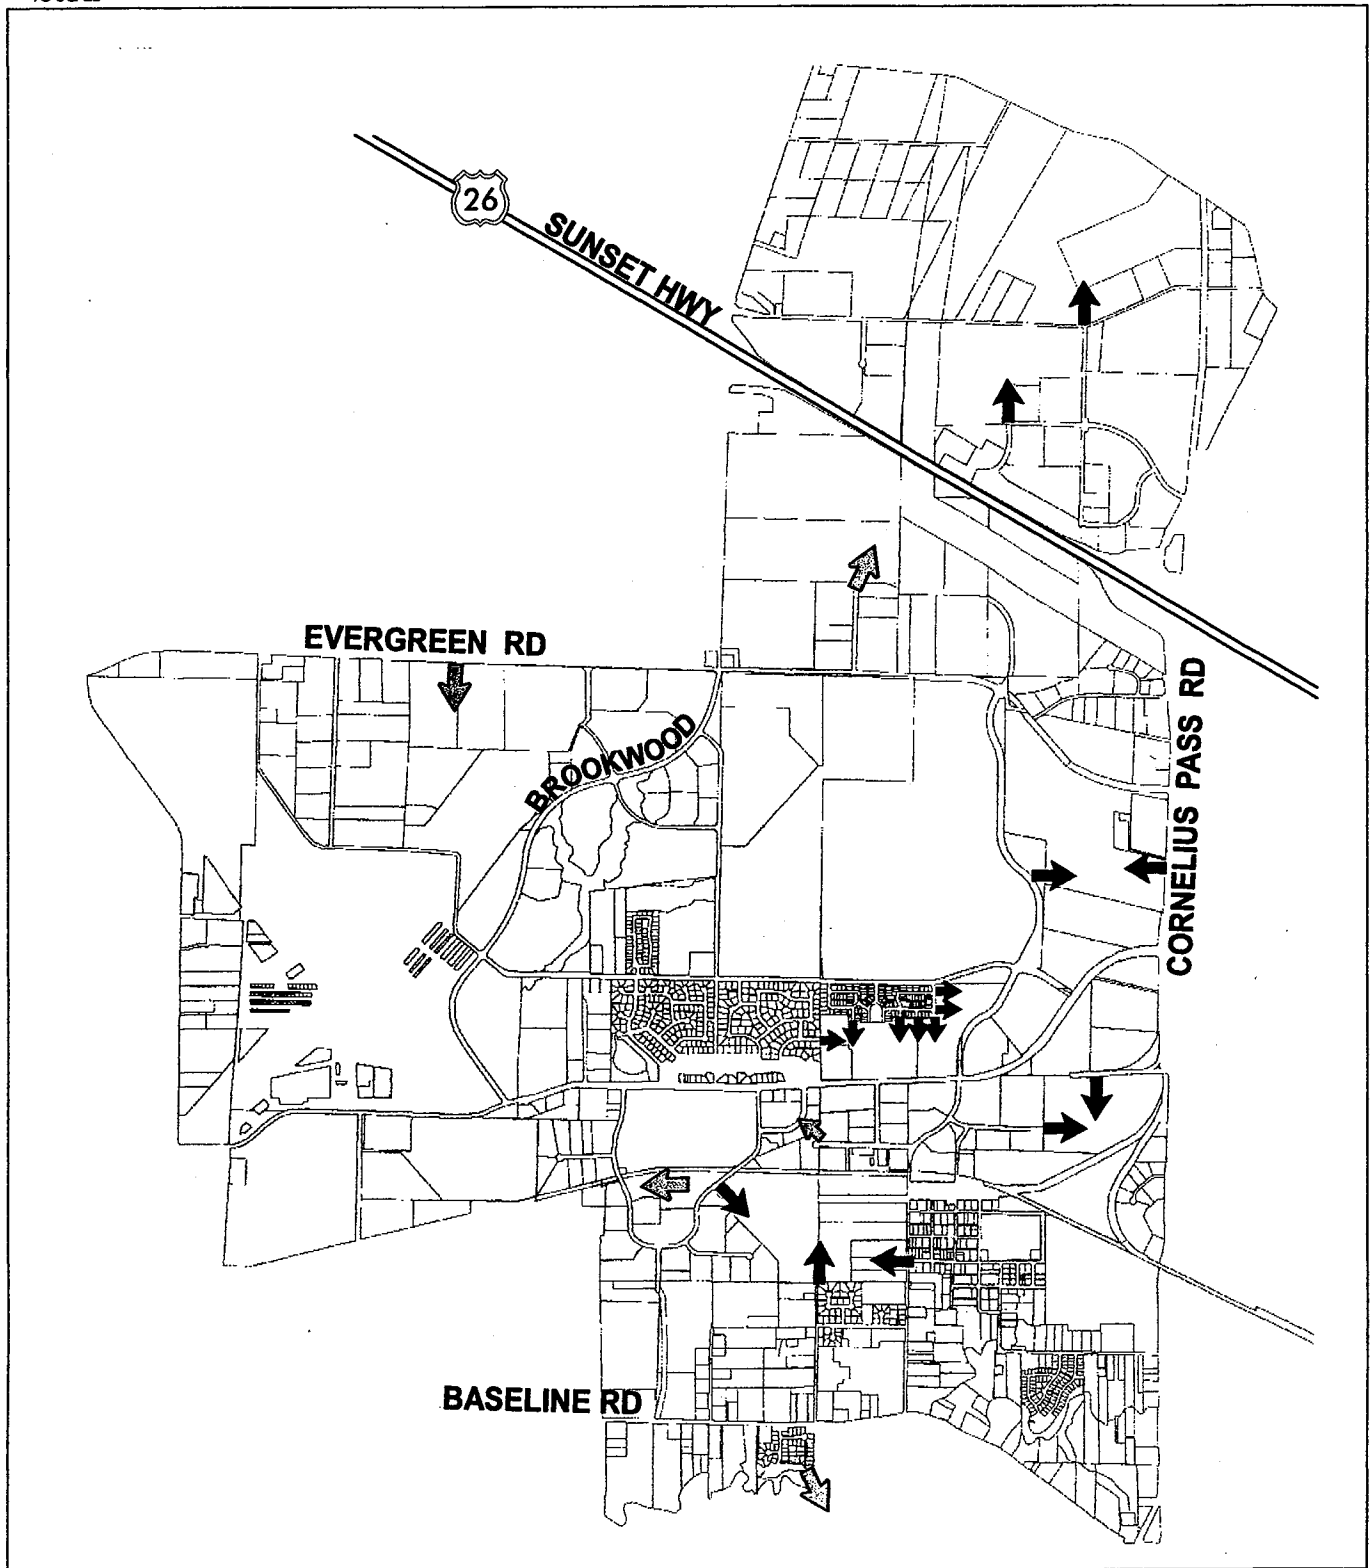 26
SUNSET HWY
EVERGREEN RD
BROOKWOOD
CORNELIUS PASS RD
BASELINE RD